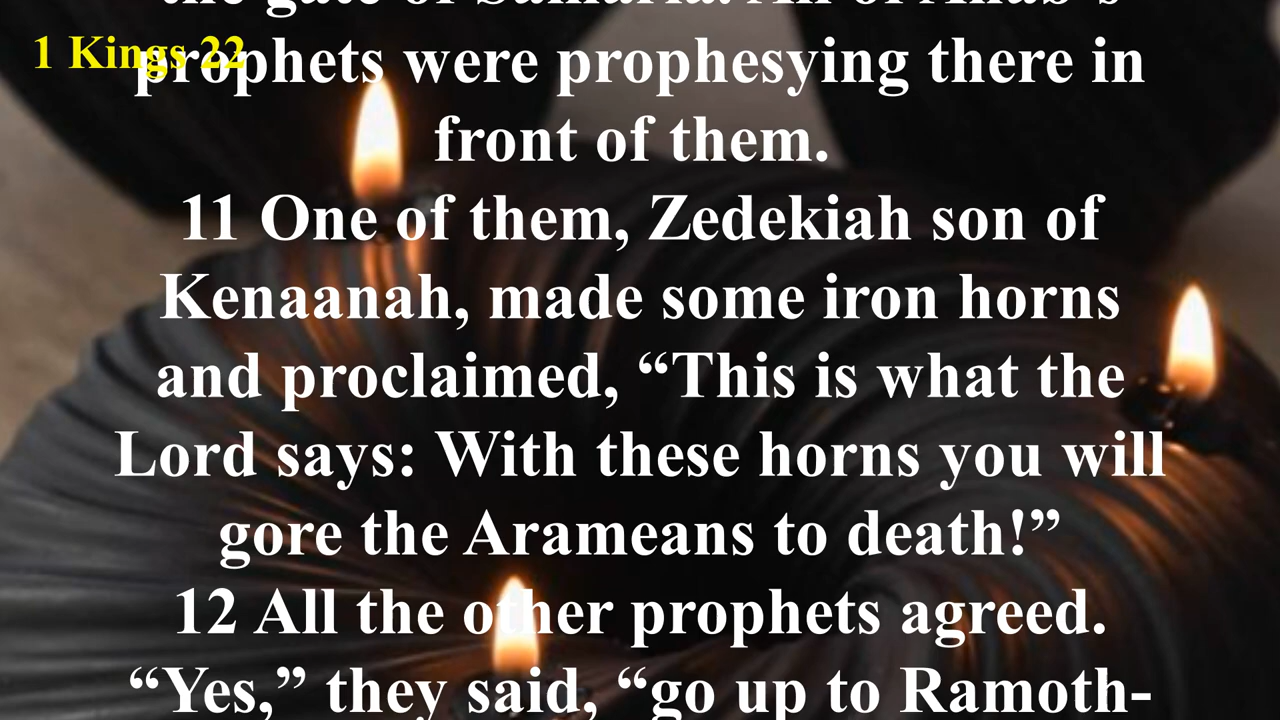 the gate of Samaria. All of Ahab's
1 Kings 22
prophets were prophesying there in
front of them.
11 One of them, Zedekiah son of
Kenaanah, made some iron horns
and proclaimed, “This is what the
Lord says: With these horns you will
gore the Arameans to death!”
12 All the other prophets agreed.
“Yes,” they said, “go up to Ramoth-